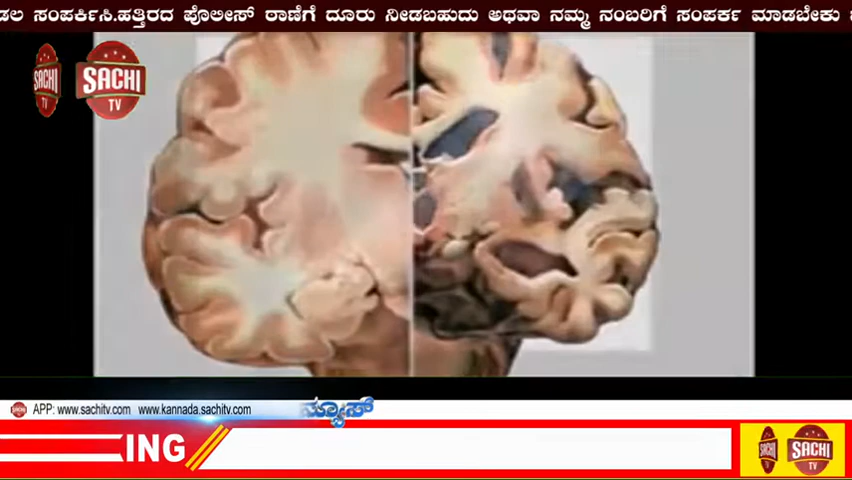 ಸಂಪರ್ಕಿಸಿ.ಹತ್ತಿರದ ಪೊಲೀಸ್ ಠಾಣೆಗೆ ದೂರು ನೀಡಬಹುದು ಅಥವಾ ನಮ್ಮ ನಂಬರಿಗೆ ಸಂಪರ್ಕ ಮಾಡಬೇಕು
SACHI TV
SACHI TV
APP: www.sachitv.com www.kannada.sachitv.com ನ್ಯೂಸ್
ING
SACHI TV
SACHI TV